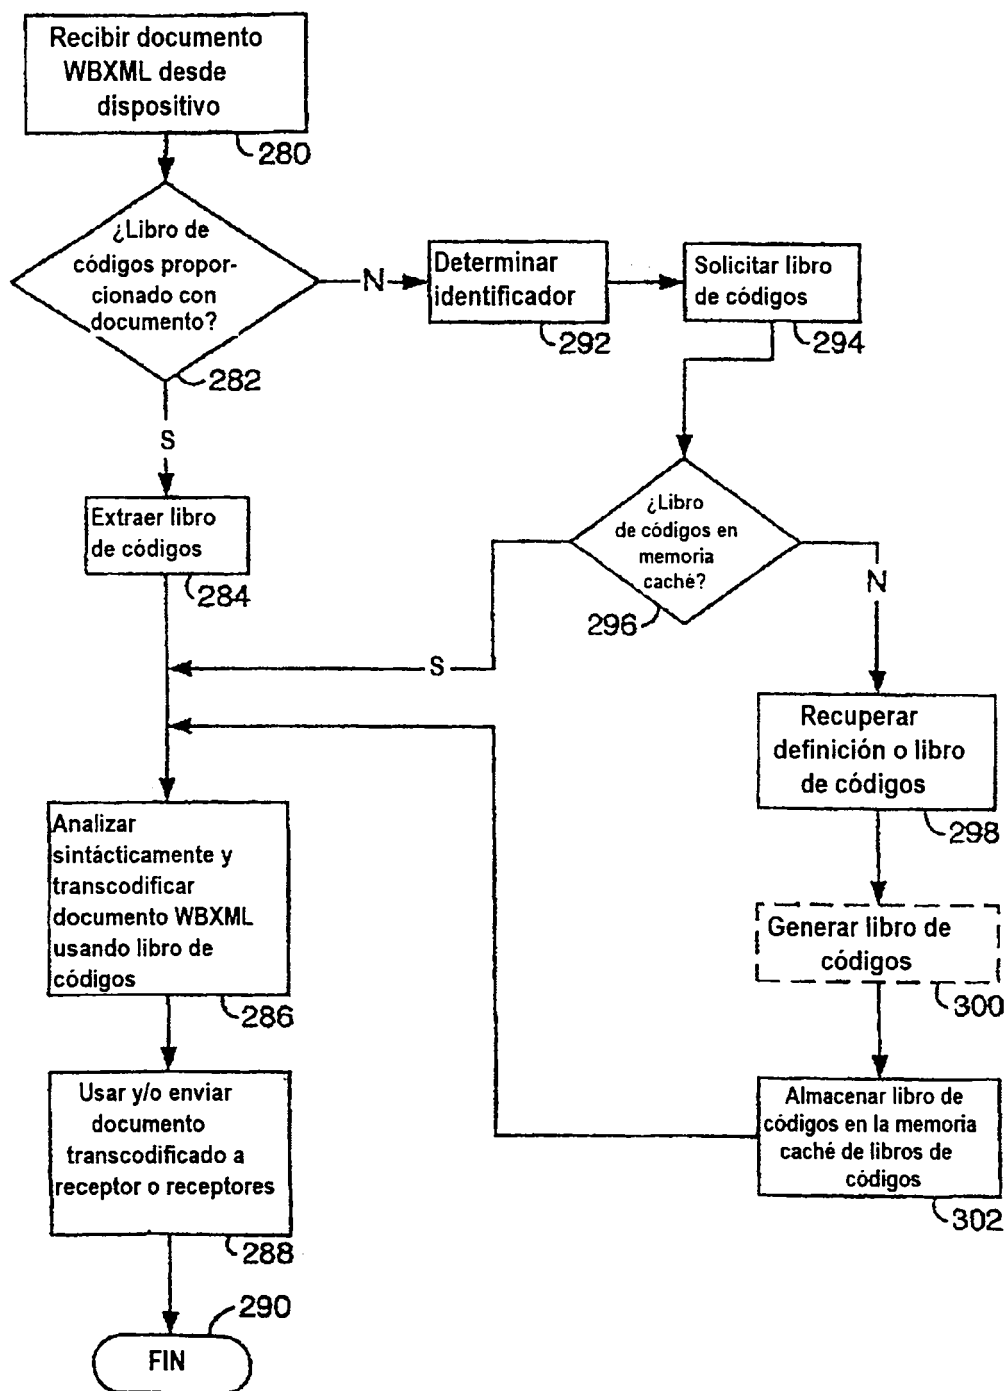 Recibir documento
WBXML desde
dispositivo
280
¿Libro de
códigos propor-
cionado con
documento?
282
N
Determinar
identificador
292
Solicitar libro
de códigos
294
S
Extraer libro
de códigos
284
¿Libro
de códigos en
memoria
caché?
296
S
N
Recuperar
definición o libro
de códigos
298
Generar libro de
códigos
300
Almacenar libro de
códigos en la memoria
caché de libros de
códigos
302
Analizar
sintácticamente y
transcodificar
documento WBXML
usando libro de
códigos
286
Usar y/o enviar
documento
transcodificado a
receptor o receptores
288
290
FIN